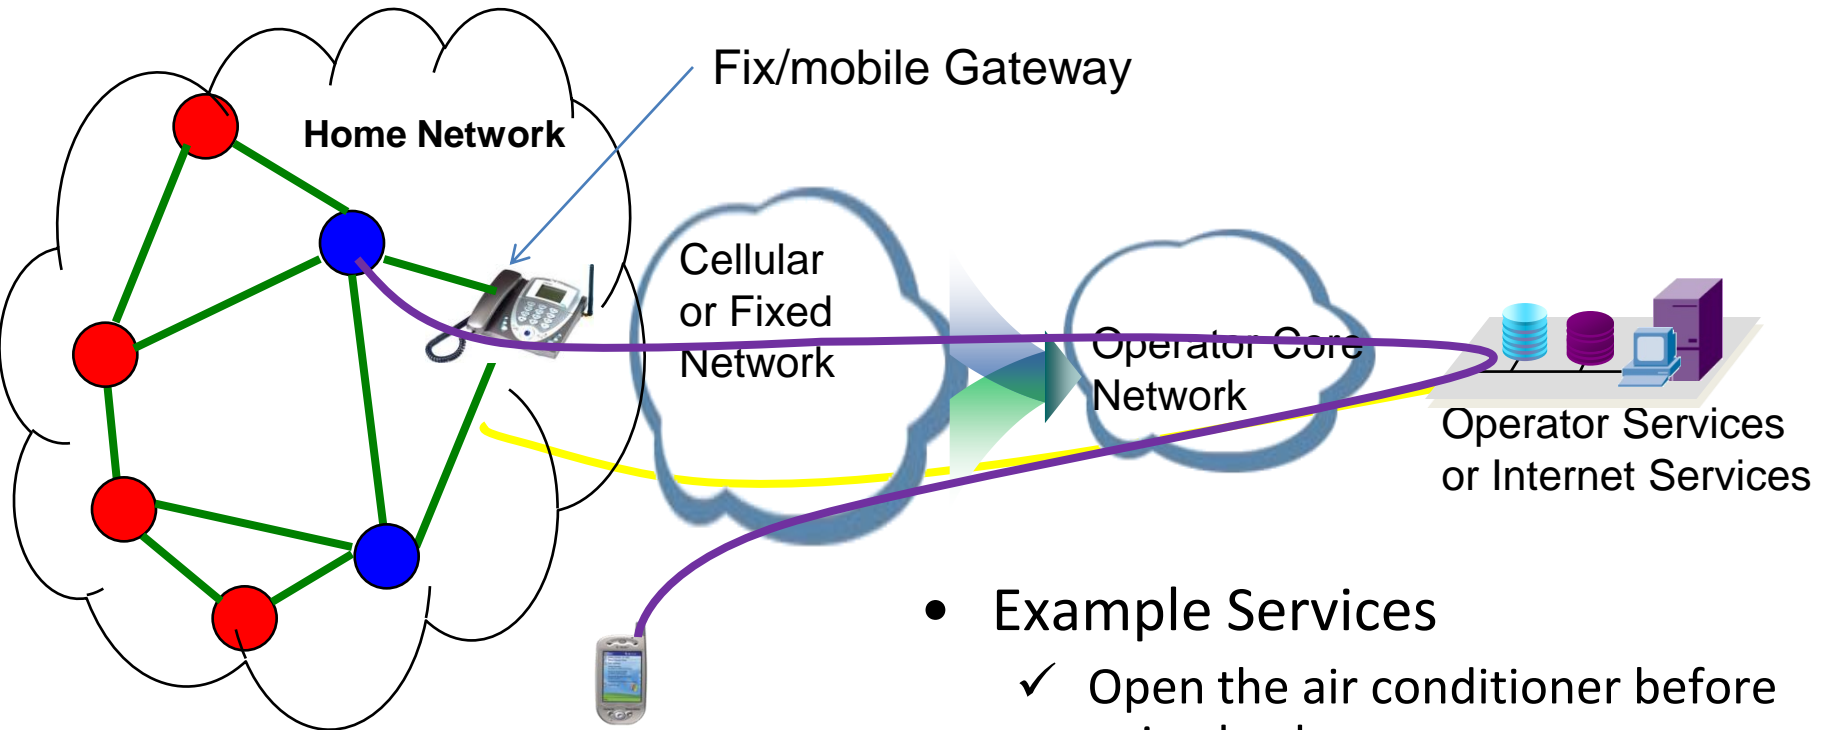 Fix/mobile Gateway
Home Network
Cellular
or Fixed
Network
Operator Core
Network
Operator Services
or Internet Services
• Example Services
✓ Open the air conditioner before